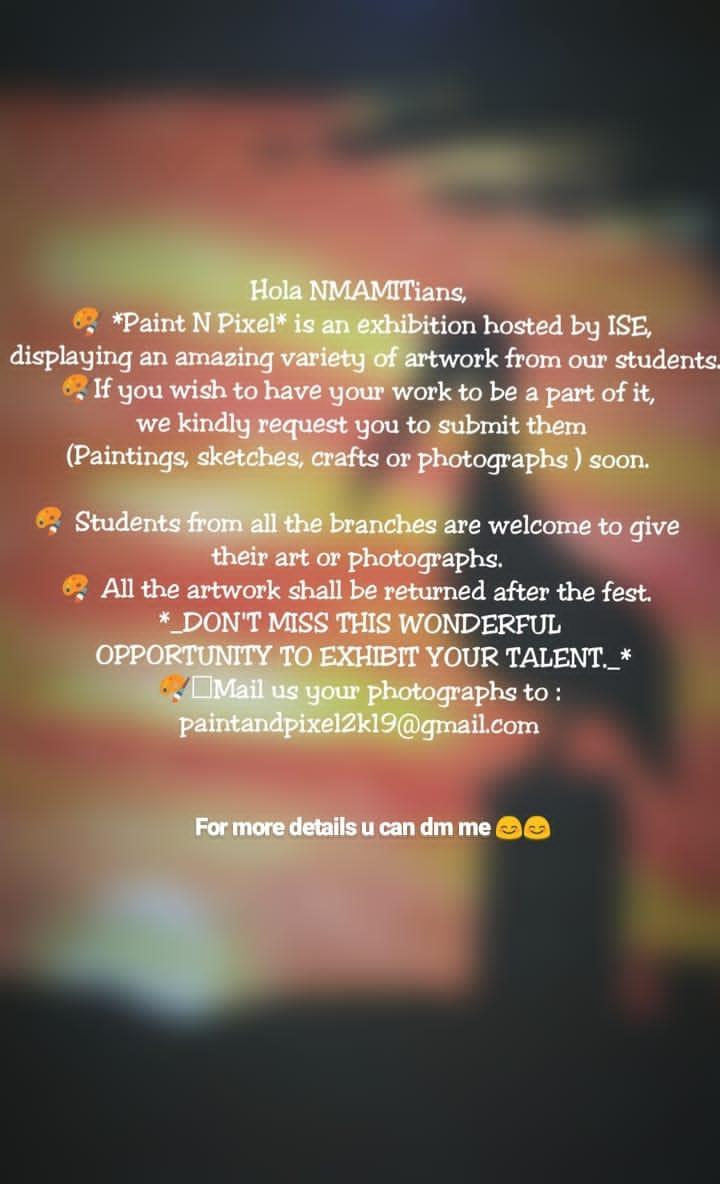 Hola NMAMITians,
🎨 *Paint N Pixel* is an exhibition hosted by ISE,
displaying an amazing variety of artwork from our students.
🎨If you wish to have your work to be a part of it,
we kindly request you to submit them
(Paintings, sketches, crafts or photographs ) soon.
🎨 Students from all the branches are welcome to give
their art or photographs.
🎨 All the artwork shall be returned after the fest.
*_DON'T MISS THIS WONDERFUL
OPPORTUNITY TO EXHIBIT YOUR TALENT._*
🎨□Mail us your photographs to :
paintandpixel2k19@gmail.com
For more details u can dm me 😊😊